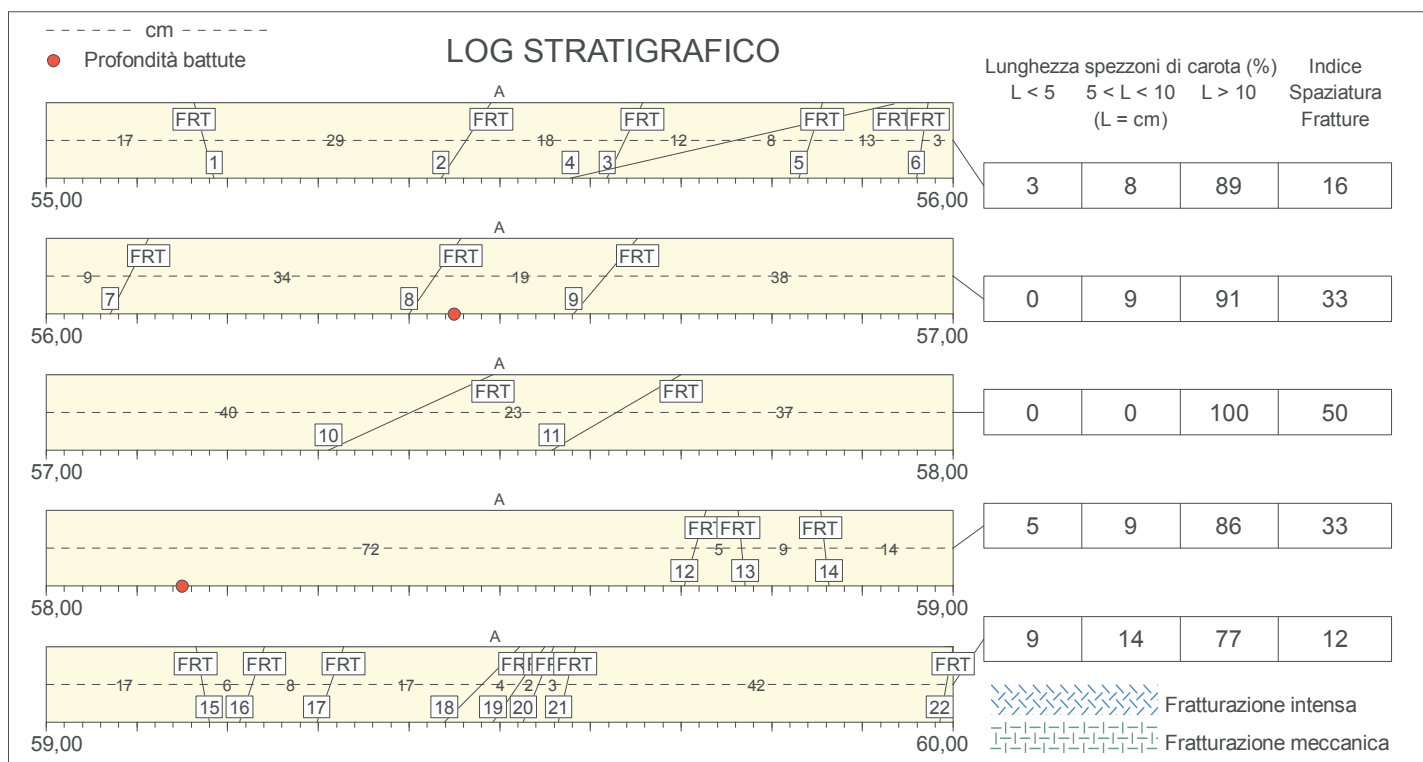 cm
Profondità battute
LOG STRATIGRAFICO
Lunghezza spezzoni di carota (%)
L < 5 5 < L < 10 L > 10
(L = cm)
Indice
Spaziatura
Fratture
A
FRT FRT FRT FRT FRT FRT
17 29 18 12 8 13 3
1 2 4 3 5 6
55,00 56,00
3 8 89 16
A
FRT FRT FRT
9 34 19 38
7 8 9
56,00 57,00
0 9 91 33
A
FRT FRT
40 23 37
10 11
57,00 58,00
0 0 100 50
A
FRT FRT FRT
72 5 9 14
12 13 14
58,00 59,00
5 9 86 33
A
FRT FRT FRT FRT FRT FRT FRT FRT
17 6 8 17 4 2 3 42
15 16 17 18 19 20 21 22
59,00 60,00
9 14 77 12
Fratturazione intensa
Fratturazione meccanica